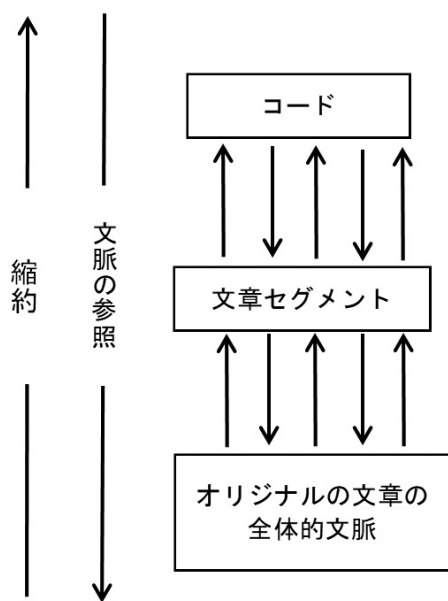 縮約
文脈の参照
コード
文章セグメント
オリジナルの文章の
全体的文脈